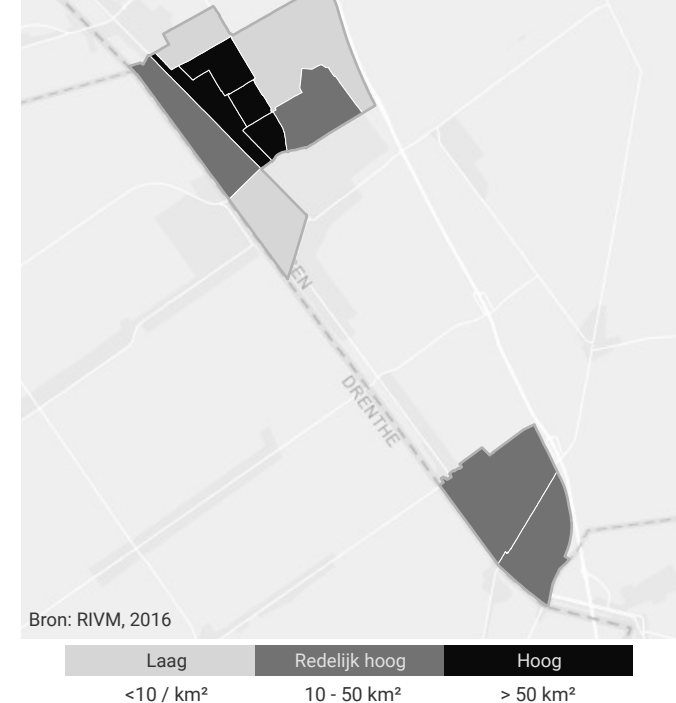 EN
DRENTHE
Bron: RIVM, 2016
Laag Redelijk hoog Hoog
<10 / km² 10 - 50 km² > 50 km²